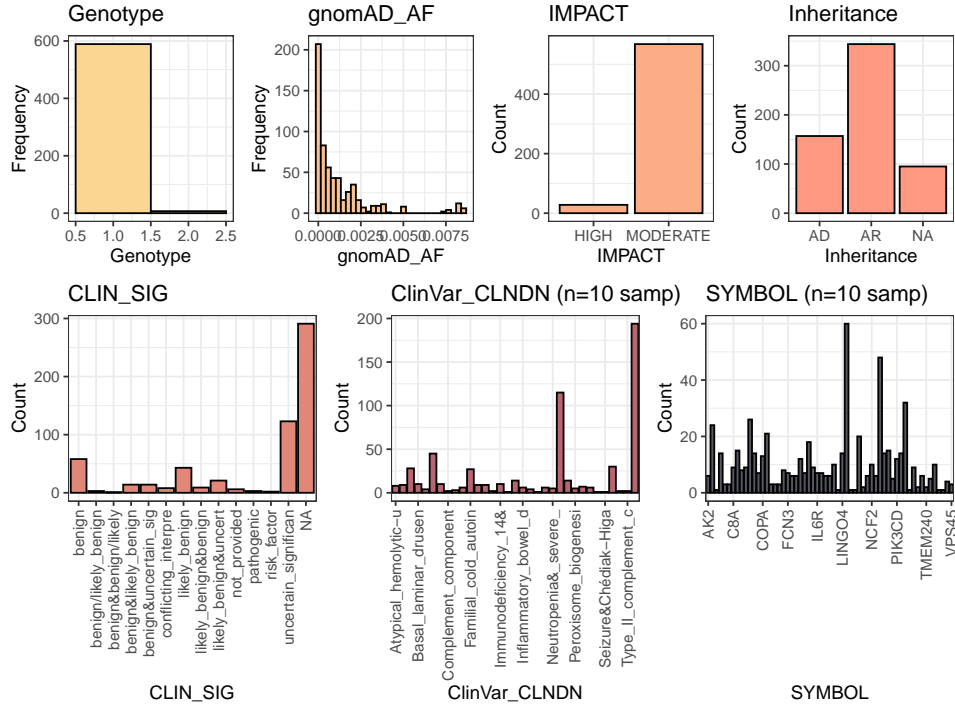 Genotype
Frequency
600
400
200
0
0.5
1.0
1.5
2.0
2.5
Genotype
gnomAD_AF
Frequency
200
150
100
50
0
0.0000
0.0025
0.0050
0.0075
gnomAD_AF
IMPACT
Count
400
200
0
HIGH
MODERATE
IMPACT
Inheritance
Count
300
200
100
0
AD
AR
NA
Inheritance
CLIN_SIG
Count
300
200
100
0
benign
benign/likely_benign
benign&benign/likely
benign&likely_benign
benign&uncertain_sig
conflicting_interpre
likely_benign
likely_benign&benign
likely_benign&uncert
not_provided
pathogenic
risk_factor
uncertain_significan
NA
CLIN_SIG
ClinVar_CLNDN (n=10 samp)
Count
200
150
100
50
0
Atypical_hemolytic-u
Basal_laminar_drusen
Complement_component
Familial_cold_autoin
Immunodeficiency_14&
Inflammatory_bowel_d
Neutropenia&_severe_
Peroxisome_biogenesi
Seizure&Chédiak-Higa
Type_II_complement_c
ClinVar_CLNDN
SYMBOL (n=10 samp)
Count
60
40
20
0
AK2
C8A
COPA
FCN3
IL6R
LINGO4
NCF2
PIK3CD
TMEM240
VPS45
SYMBOL